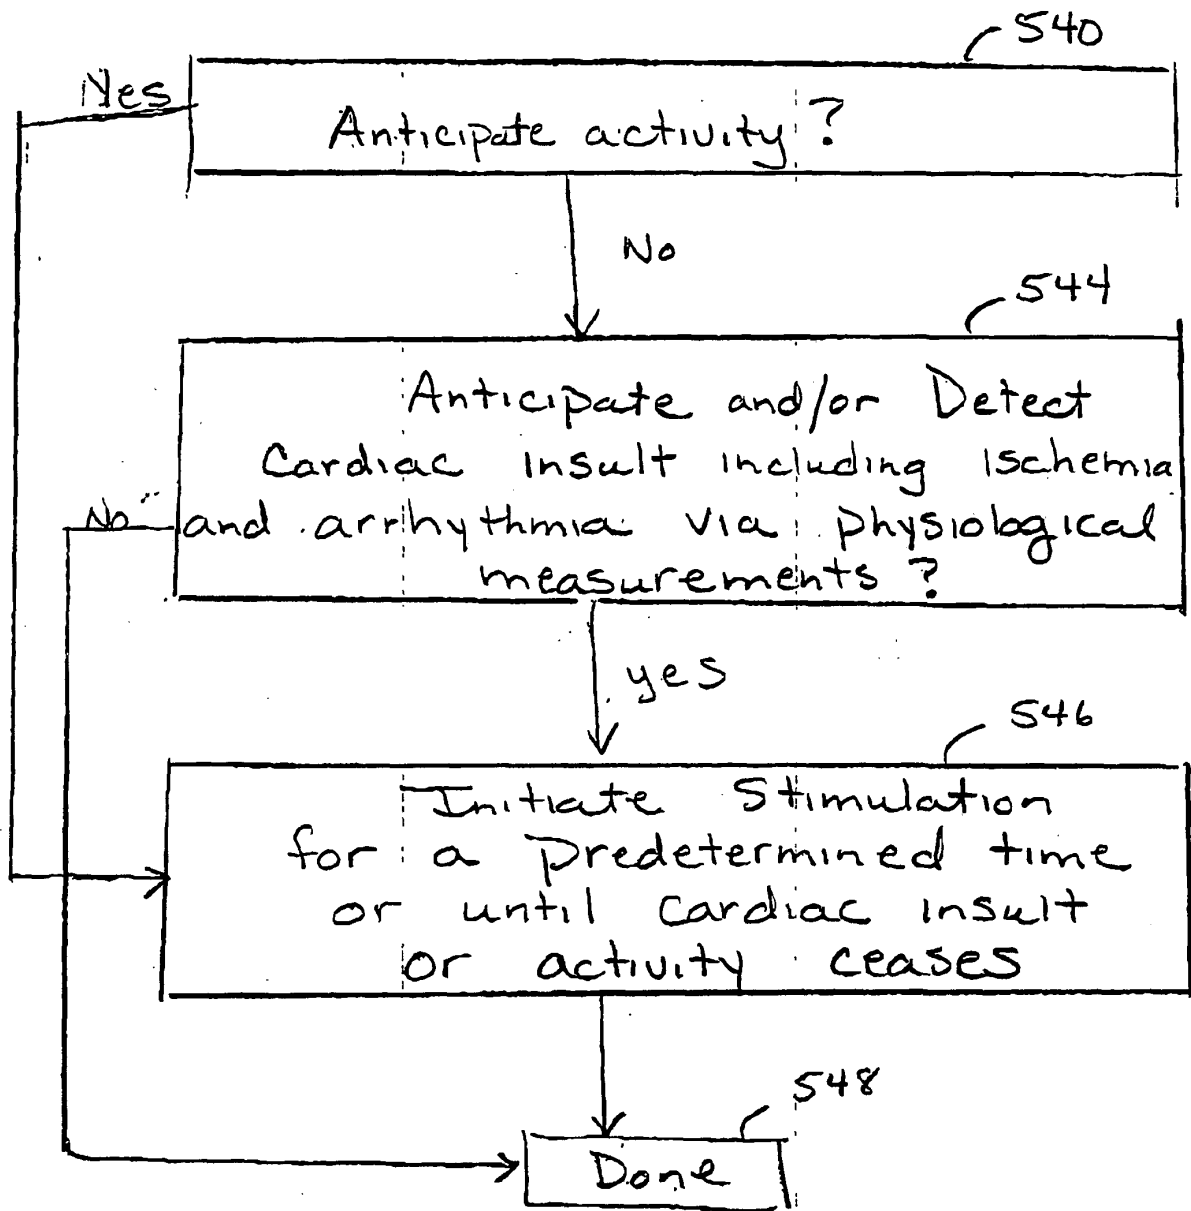 540
Yes
Anticipate activity?
No
544
Anticipate and/or Detect
Cardiac insult including ischemia
No
and arrhythmia via physiological
measurements?
yes
546
Initiate Stimulation
for a predetermined time
or until cardiac insult
or activity ceases
548
Done